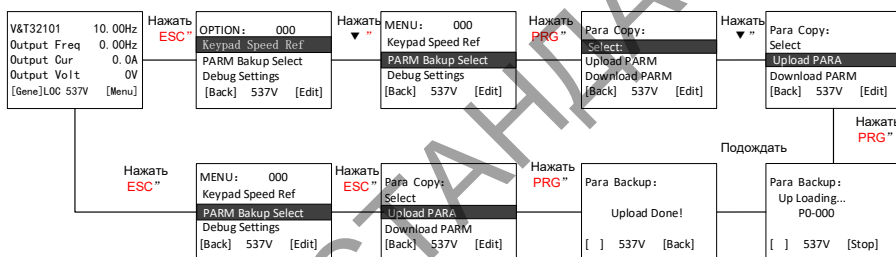 Нажать
ESC”
Нажать
▼ ”
Нажать
PRG”
Нажать
▼ ”
V&T32101 10.00Hz
Output Freq 0.00Hz
Output Cur 0.0A
Output Volt 0V
[Gene]LOC 537V [Menu]
OPTION: 000
Keypad Speed Ref
PARM Bakup Select
Debug Settings
[Back] 537V [Edit]
MENU: 000
Keypad Speed Ref
PARM Bakup Select
Debug Settings
[Back] 537V [Edit]
Para Copy:
Select:
Upload PARM
Download PARM
[Back] 537V [Edit]
Para Copy:
Select
Upload PARA
Download PARM
[Back] 537V [Edit]
Нажать
PRG”
Подождать
Нажать
ESC”
Нажать
ESC”
Нажать
PRG”
MENU: 000
Keypad Speed Ref
PARM Bakup Select
Debug Settings
[Back] 537V [Edit]
Para Copy:
Select
Upload PARA
Download PARM
[Back] 537V [Edit]
Para Backup:
Upload Done!
[ ] 537V [Back]
Para Backup:
Up Loading...
P0-000
[ ] 537V [Stop]